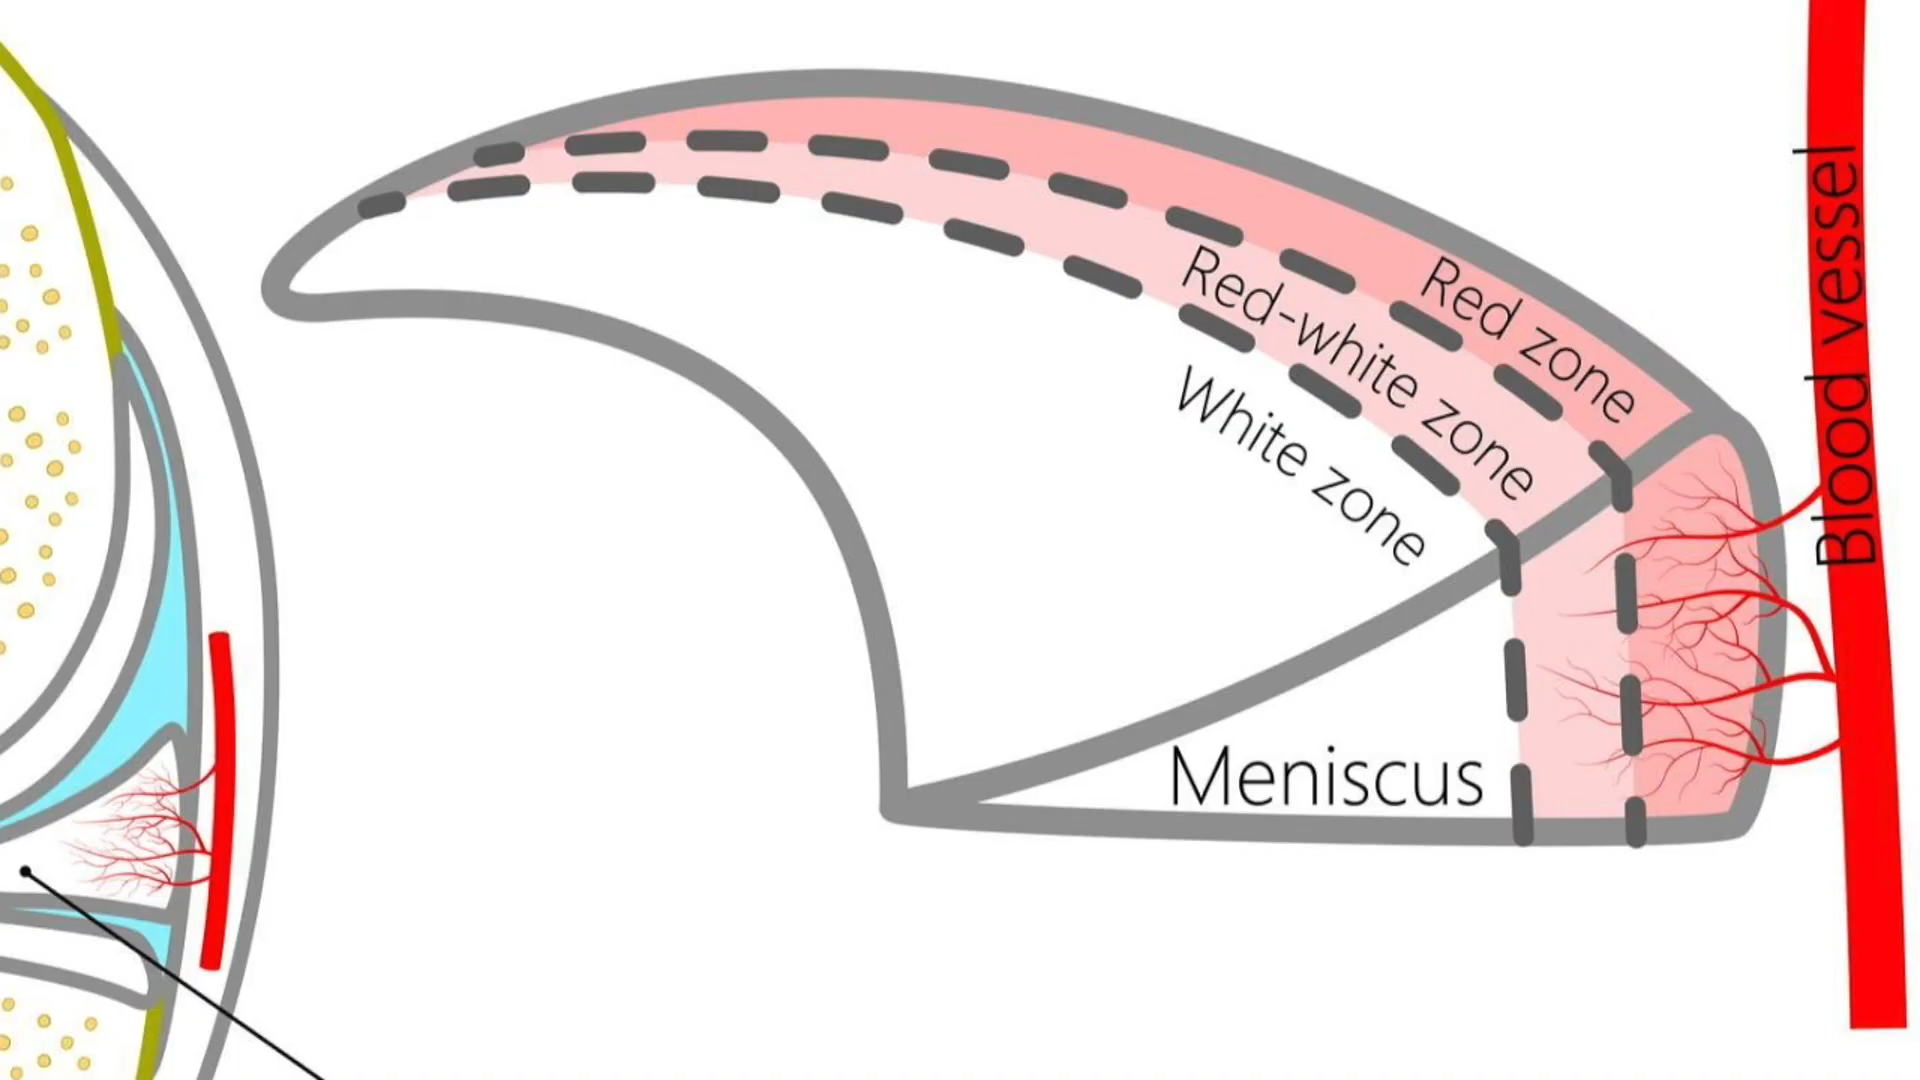 Red zone
Red-white zone
White zone
Meniscus
Blood vessel